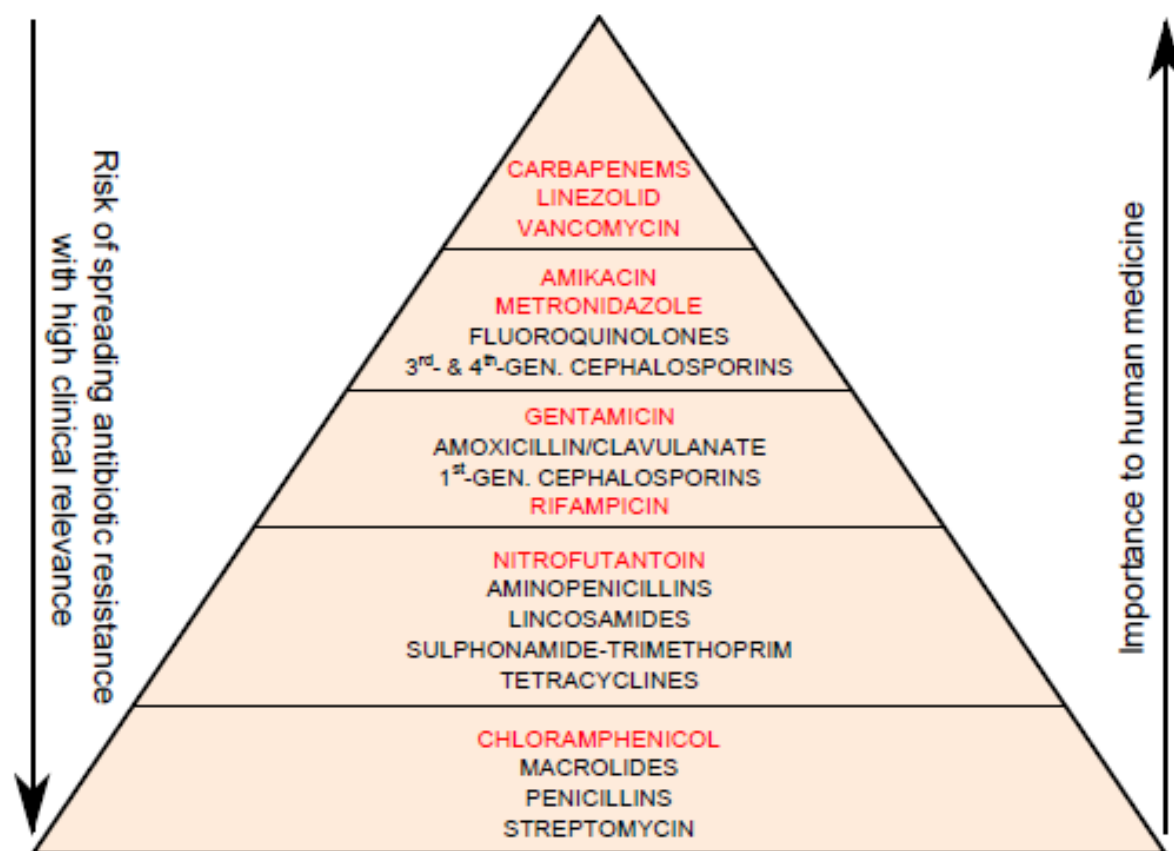 Risk of spreading antibiotic resistance
with high clinical relevance
CARBAPENEMS
LINEZOLID
VANCOMYCIN
AMIKACIN
METRONIDAZOLE
FLUOROQUINOLONES
3rd- & 4th-GEN. CEPHALOSPORINS
GENTAMICIN
AMOXICILLIN/CLAVULANATE
1st-GEN. CEPHALOSPORINS
RIFAMPICIN
NITROFUTANTOIN
AMINOPENICILLINS
LINCOSAMIDES
SULPHONAMIDE-TRIMETHOPRIM
TETRACYCLINES
CHLORAMPHENICOL
MACROLIDES
PENICILLINS
STREPTOMYCIN
Importance to human medicine